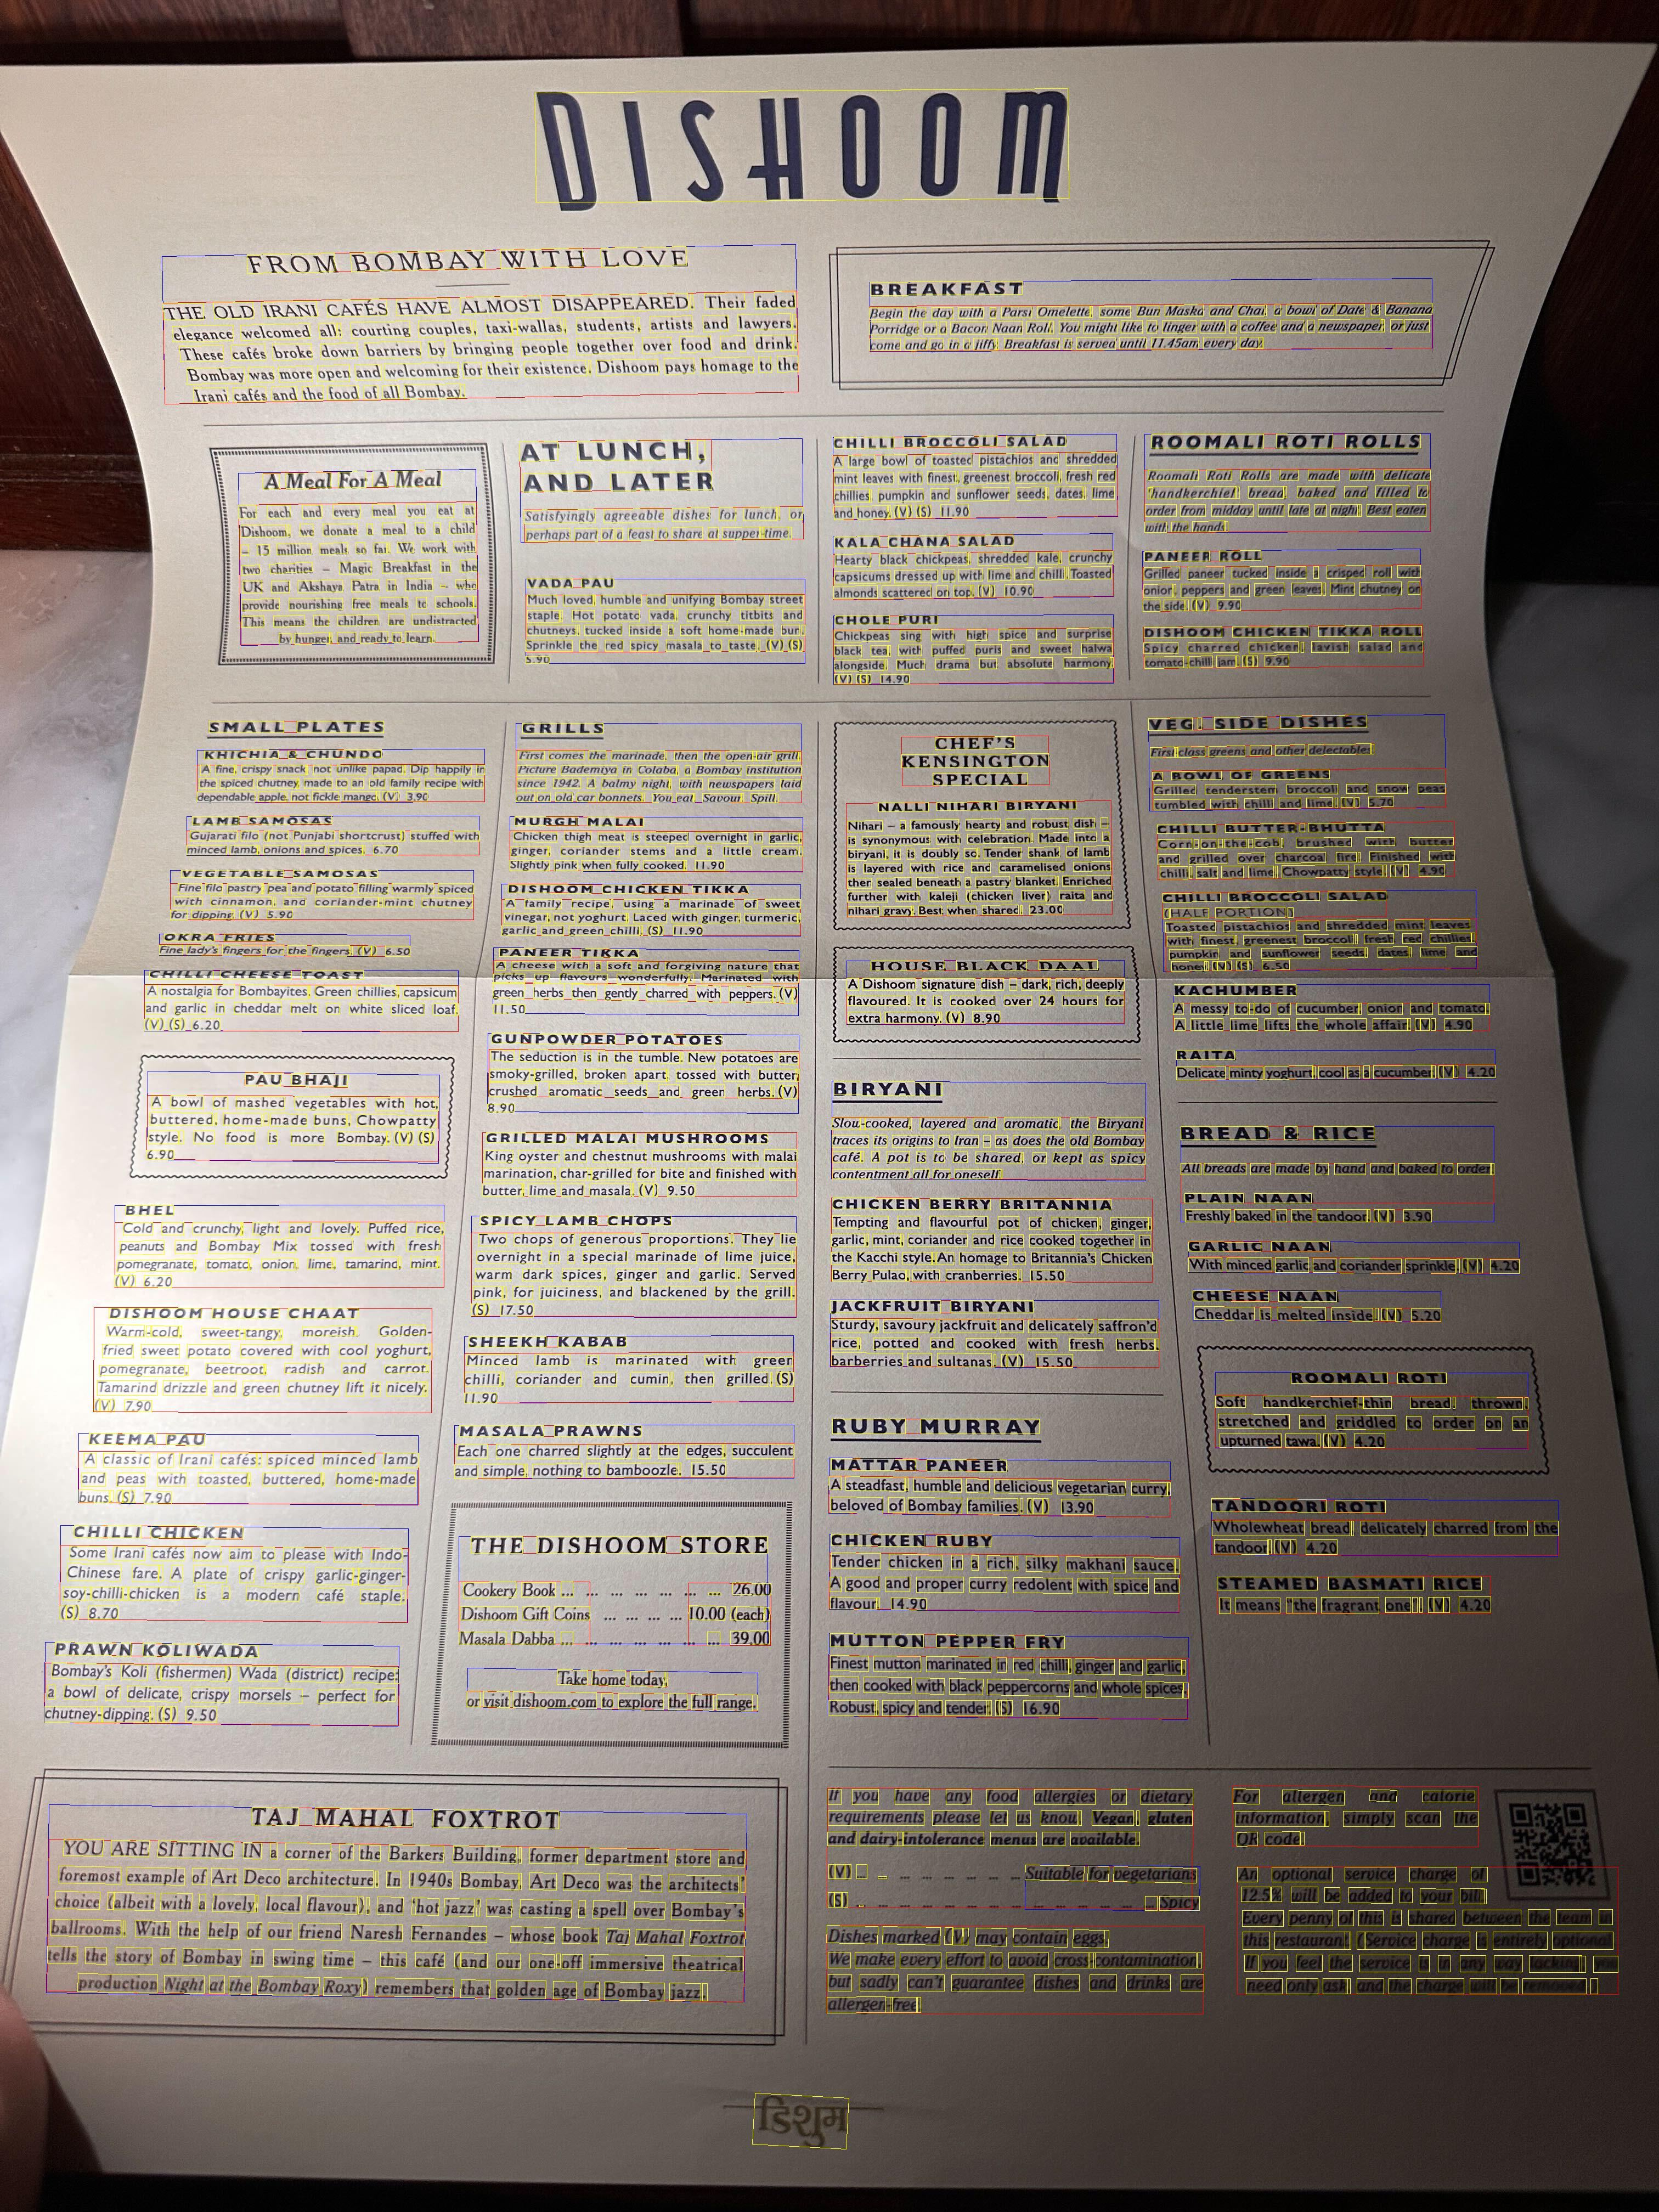 DISHOOM
FROM BOMBAY WITH LOVE
THE OLD IRANI CAFÉS HAVE ALMOST DISAPPEARED. Their faded
elegance welcomed all: courting couples, taxi-wallas, students, artists and lawyers.
These cafés broke down barriers by bringing people together over food and drink.
Bombay was more open and welcoming for their existence. Dishoom pays homage to the
Irani cafés and the food of all Bombay.
BREAKFAST
Begin the day with a Parsi Omelette, some Bun Maska and Chai, a bowl of Date & Banana
Porridge or a Bacon Naan Roll. You might like to linger with a coffee and a newspaper, or just
come and go in a jiffy. Breakfast is served until 11.45am every day.
A Meal For A Meal
For each and every meal you eat at
Dishoom, we donate a meal to a child
– 15 million meals so far. We work with
two charities – Magic Breakfast in the
UK and Akshaya Patra in India – who
provide nourishing free meals to schools.
This means the children are undistracted
by hunger, and ready to learn.
AT LUNCH,
AND LATER
Satisfyingly agreeable dishes for lunch, or
perhaps part of a feast to share at supper-time.
VADA PAU
Much loved, humble and unifying Bombay street
staple. Hot potato vada, crunchy titbits and
chutneys, tucked inside a soft home-made bun.
Sprinkle the red spicy masala to taste. (V) (S)
5.90
CHILLI BROCCOLI SALAD
A large bowl of toasted pistachios and shredded
mint leaves with finest, greenest broccoli, fresh red
chillies, pumpkin and sunflower seeds, dates, lime
and honey. (V) (S) 11.90
KALA CHANA SALAD
Hearty black chickpeas, shredded kale, crunchy
capsicums dressed up with lime and chilli. Toasted
almonds scattered on top. (V) 10.90
CHOLE PURI
Chickpeas sing with high spice and surprise
black tea, with puffed puris and sweet halwa
alongside. Much drama but absolute harmony.
(V) (S) 14.90
ROOMALI ROTI ROLLS
Roomali Roti Rolls are made with delicate
'handkerchief' bread, baked and filled to
order from midday until late at night. Best eaten
with the hands.
PANEER ROLL
Grilled paneer tucked inside a crisped roll with
onion, peppers and green leaves. Mint chutney on
the side. (V) 9.90
DISHOOM CHICKEN TIKKA ROLL
Spicy charred chicken, lavish salad and
tomato-chilli jam. (S) 9.90
SMALL PLATES
KHICHIA & CHUNDO
A fine, crispy snack, not unlike papad. Dip happily in
the spiced chutney, made to an old family recipe with
dependable apple, not fickle mango. (V) 3.90
LAMB SAMOSAS
Gujarati filo (not Punjabi shortcrust) stuffed with
minced lamb, onions and spices. 6.70
VEGETABLE SAMOSAS
Fine filo pastry, pea and potato filling warmly spiced
with cinnamon, and coriander-mint chutney
for dipping. (V) 5.90
OKRA FRIES
Fine lady's fingers for the fingers. (V) 6.50
CHILLI CHEESE TOAST
A nostalgia for Bombayites. Green chillies, capsicum
and garlic in cheddar melt on white sliced loaf.
(V) (S) 6.20
PAU BHAJI
A bowl of mashed vegetables with hot,
buttered, home-made buns, Chowpatty
style. No food is more Bombay. (V) (S)
6.90
BHEL
Cold and crunchy, light and lovely. Puffed rice,
peanuts and Bombay Mix tossed with fresh
pomegranate, tomato, onion, lime, tamarind, mint.
(V) 6.20
DISHOOM HOUSE CHAAT
Warm-cold, sweet-tangy, moreish. Golden-
fried sweet potato covered with cool yoghurt,
pomegranate, beetroot, radish and carrot.
Tamarind drizzle and green chutney lift it nicely.
(V) 7.90
KEEMA PAU
A classic of Irani cafés: spiced minced lamb
and peas with toasted, buttered, home-made
buns. (S) 7.90
CHILLI CHICKEN
Some Irani cafés now aim to please with Indo-
Chinese fare. A plate of crispy garlic-ginger-
soy-chilli-chicken is a modern café staple.
(S) 8.70
PRAWN KOLIWADA
Bombay's Koli (fishermen) Wada (district) recipe:
a bowl of delicate, crispy morsels – perfect for
chutney-dipping. (S) 9.50
GRILLS
First comes the marinade, then the open-air grill.
Picture Bademiya in Colaba, a Bombay institution
since 1942. A balmy night, with newspapers laid
out on old car bonnets. You eat. Savour. Spill.
MURGH MALAI
Chicken thigh meat is steeped overnight in garlic,
ginger, coriander stems and a little cream.
Slightly pink when fully cooked. 11.90
DISHOOM CHICKEN TIKKA
A family recipe, using a marinade of sweet
vinegar, not yoghurt. Laced with ginger, turmeric,
garlic and green chilli. (S) 11.90
PANEER TIKKA
A cheese with a soft and forgiving nature that
picks up flavours wonderfully. Marinated with
green herbs then gently charred with peppers. (V)
11.50
GUNPOWDER POTATOES
The seduction is in the tumble. New potatoes are
smoky-grilled, broken apart, tossed with butter,
crushed aromatic seeds and green herbs. (V)
8.90
GRILLED MALAI MUSHROOMS
King oyster and chestnut mushrooms with malai
marination, char-grilled for bite and finished with
butter, lime and masala. (V) 9.50
SPICY LAMB CHOPS
Two chops of generous proportions. They lie
overnight in a special marinade of lime juice,
warm dark spices, ginger and garlic. Served
pink, for juiciness, and blackened by the grill.
(S) 17.50
SHEEKH KABAB
Minced lamb is marinated with green
chilli, coriander and cumin, then grilled. (S)
11.90
MASALA PRAWNS
Each one charred slightly at the edges, succulent
and simple, nothing to bamboozle. 15.50
THE DISHOOM STORE
Cookery Book ... ... ... ... ... ... ... 26.00
Dishoom Gift Coins ... ... ... ... 10.00 (each)
Masala Dabba ... ... ... ... ... ... ... 39.00
Take home today,
or visit dishoom.com to explore the full range.
CHEF'S
KENSINGTON
SPECIAL
NALLI NIHARI BIRYANI
Nihari – a famously hearty and robust dish –
is synonymous with celebration. Made into a
biryani, it is doubly so. Tender shank of lamb
is layered with rice and caramelised onions
then sealed beneath a pastry blanket. Enriched
further with kaleji (chicken liver) raita and
nihari gravy. Best when shared. 23.00
HOUSE BLACK DAAL
A Dishoom signature dish – dark, rich, deeply
flavoured. It is cooked over 24 hours for
extra harmony. (V) 8.90
BIRYANI
Slow-cooked, layered and aromatic, the Biryani
traces its origins to Iran – as does the old Bombay
café. A pot is to be shared, or kept as spicy
contentment all for oneself.
CHICKEN BERRY BRITANNIA
Tempting and flavourful pot of chicken, ginger,
garlic, mint, coriander and rice cooked together in
the Kacchi style. An homage to Britannia's Chicken
Berry Pulao, with cranberries. 15.50
JACKFRUIT BIRYANI
Sturdy, savoury jackfruit and delicately saffron'd
rice, potted and cooked with fresh herbs,
barberries and sultanas. (V) 15.50
RUBY MURRAY
MATTAR PANEER
A steadfast, humble and delicious vegetarian curry,
beloved of Bombay families. (V) 13.90
CHICKEN RUBY
Tender chicken in a rich, silky makhani sauce.
A good and proper curry redolent with spice and
flavour. 14.90
MUTTON PEPPER FRY
Finest mutton marinated in red chilli, ginger and garlic,
then cooked with black peppercorns and whole spices.
Robust, spicy and tender. (S) 16.90
VEG. SIDE DISHES
First-class greens and other delectables.
A BOWL OF GREENS
Grilled tenderstem broccoli and snow peas
tumbled with chilli and lime. (V) 5.70
CHILLI BUTTER-BHUTTA
Corn-on-the-cob, brushed with butter
and grilled over charcoal fire. Finished with
chilli, salt and lime, Chowpatty style. (V) 4.90
CHILLI BROCCOLI SALAD
(HALF PORTION)
Toasted pistachios and shredded mint leaves
with finest, greenest broccoli, fresh red chillies,
pumpkin and sunflower seeds, dates, lime and
honey. (V) (S) 6.50
KACHUMBER
A messy to-do of cucumber, onion and tomato.
A little lime lifts the whole affair. (V) 4.90
RAITA
Delicate minty yoghurt, cool as a cucumber. (V) 4.20
BREAD & RICE
All breads are made by hand and baked to order.
PLAIN NAAN
Freshly baked in the tandoor. (V) 3.90
GARLIC NAAN
With minced garlic and coriander sprinkle. (V) 4.20
CHEESE NAAN
Cheddar is melted inside. (V) 5.20
ROOMALI ROTI
Soft handkerchief-thin bread, thrown,
stretched and griddled to order on an
upturned tawa. (V) 4.20
TANDOORI ROTI
Wholewheat bread, delicately charred from the
tandoor. (V) 4.20
STEAMED BASMATI RICE
It means "the fragrant one". (V) 4.20
TAJ MAHAL FOXTROT
YOU ARE SITTING IN a corner of the Barkers Building, former department store and
foremost example of Art Deco architecture. In 1940s Bombay, Art Deco was the architects'
choice (albeit with a lovely, local flavour), and 'hot jazz' was casting a spell over Bombay's
ballrooms. With the help of our friend Naresh Fernandes – whose book Taj Mahal Foxtrot
tells the story of Bombay in swing time – this café (and our one-off immersive theatrical
production Night at the Bombay Roxy) remembers that golden age of Bombay jazz.
If you have any food allergies or dietary
requirements please let us know. Vegan, gluten
and dairy-intolerance menus are available.
(V) ... ... ... ... ... ... ... Suitable for vegetarians
(S) ... ... ... ... ... ... ... ... ... ... ... ... Spicy
Dishes marked (V) may contain eggs.
We make every effort to avoid cross-contamination,
but sadly can't guarantee dishes and drinks are
allergen-free.
For allergen and calorie
information, simply scan the
QR code.
An optional service charge of
12.5% will be added to your bill.
Every penny of this is shared between the team in
this restaurant. (Service charge is entirely optional.
If you feel the service is in any way lacking, you
need only ask and the charge will be removed.)
डिशुम